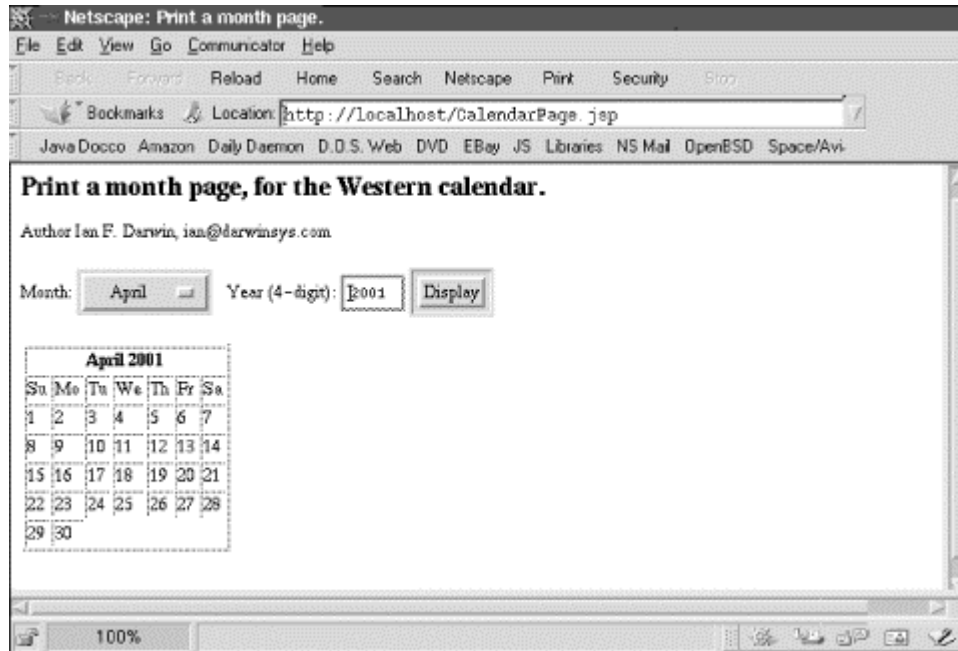 Netscape: Print a month page.
File Edit View Go Communicator Help
Back Forward Reload Home Search Netscape Print Security Stop
Bookmarks Location: http://localhost/CalendarPage.jsp
Java Docco Amazon Daily Daemon D.D.S. Web DVD EBay JS Libraries NS Mail OpenBSD Space/Avi
Print a month page, for the Western calendar.
Author Ian F. Darwin, ian@darwinsys.com
Month: April Year (4-digit): 2001 Display
April 2001
Su Mo Tu We Th Fr Sa
1 2 3 4 5 6 7
8 9 10 11 12 13 14
15 16 17 18 19 20 21
22 23 24 25 26 27 28
29 30
100%